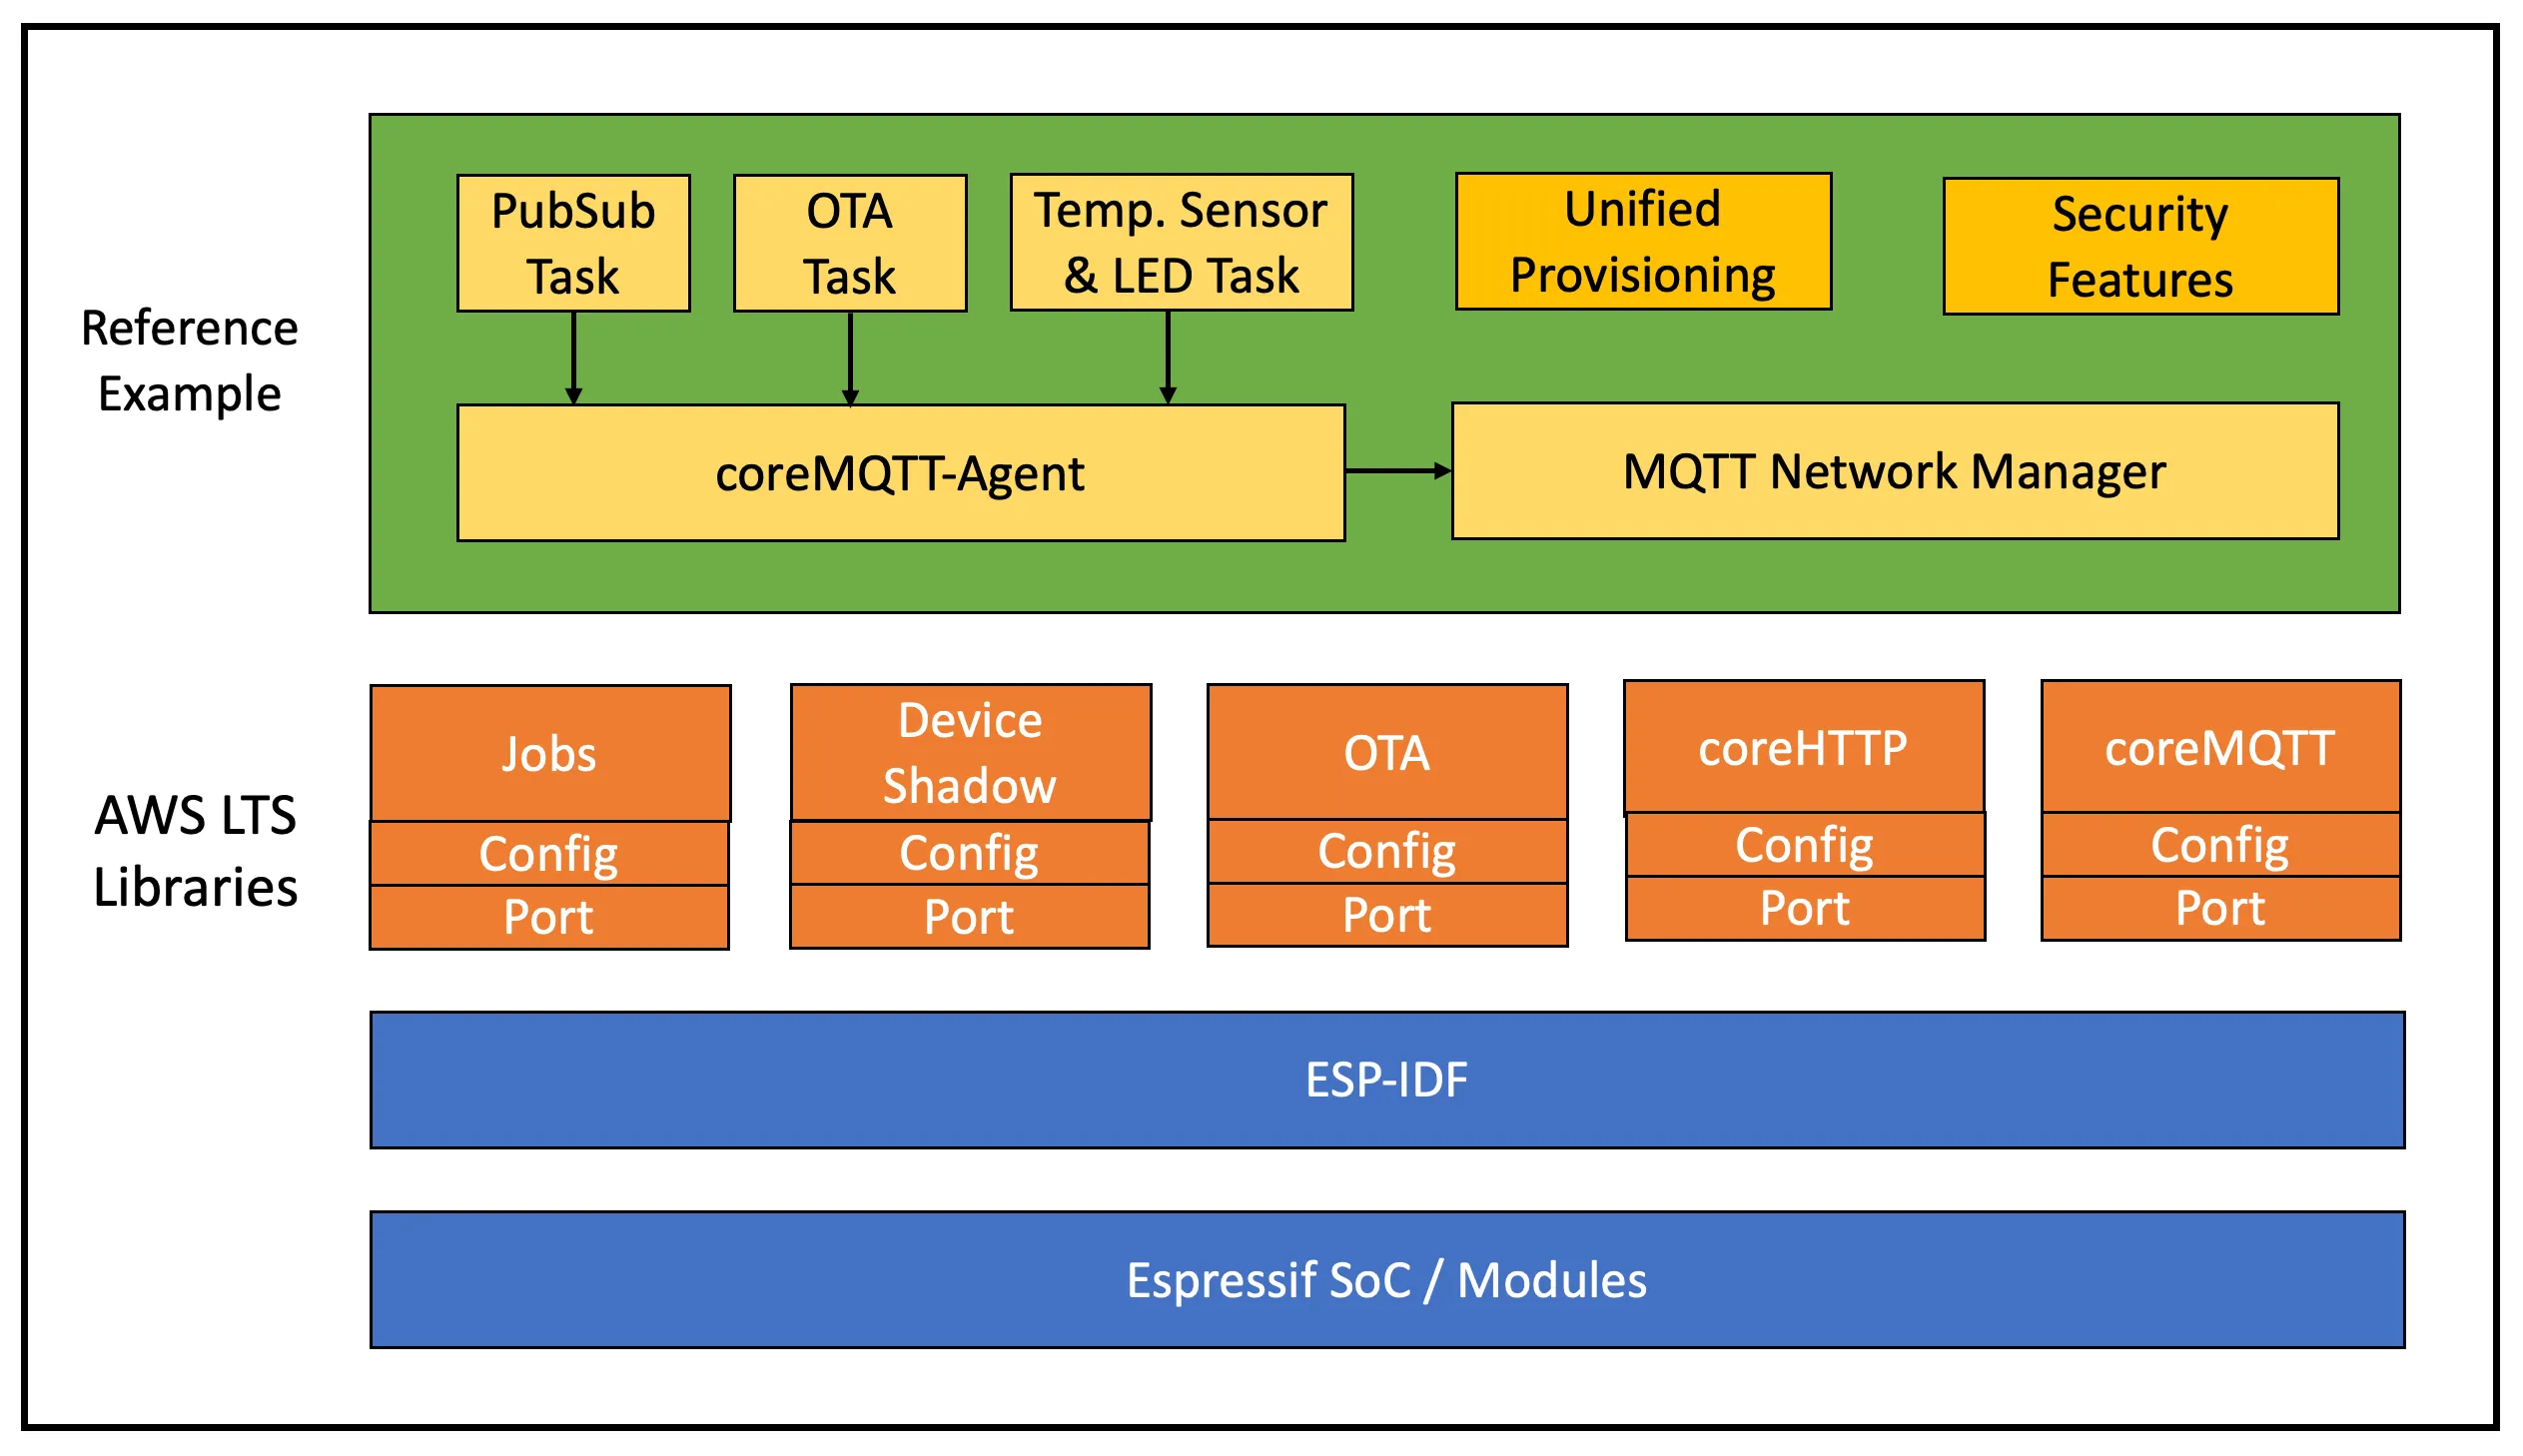 PubSub
Task
OTA
Task
Temp. Sensor
& LED Task
Unified
Provisioning
Security
Features
Reference
Example
coreMQTT-Agent
MQTT Network Manager
AWS LTS
Libraries
Jobs
Config
Port
Device
Shadow
Config
Port
OTA
Config
Port
coreHTTP
Config
Port
coreMQTT
Config
Port
ESP-IDF
Espressif SoC / Modules